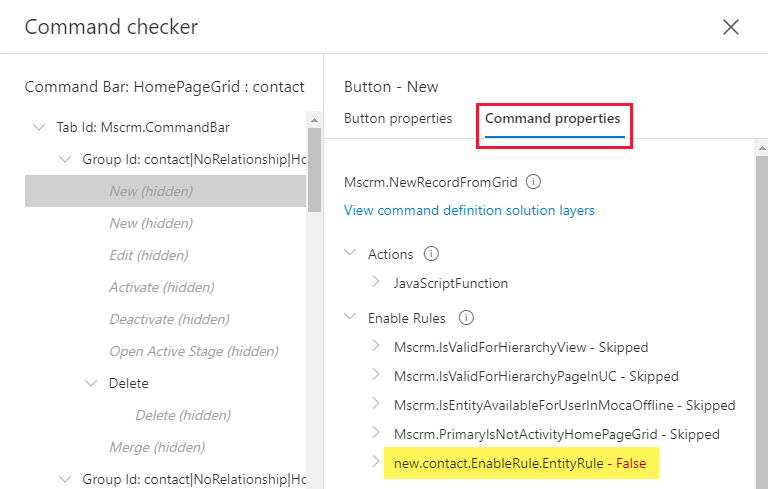 Command checker
Command Bar: HomePageGrid : contact
Tab Id: Mscrm.CommandBar
Group Id: contact|NoRelationship|Ho
New (hidden)
New (hidden)
Edit (hidden)
Activate (hidden)
Deactivate (hidden)
Open Active Stage (hidden)
Delete
Delete (hidden)
Merge (hidden)
Group Id: contact|NoRelationship|Ho
Button - New
Button properties
Command properties
Mscrm.NewRecordFromGrid
View command definition solution layers
Actions
JavaScriptFunction
Enable Rules
Mscrm.IsValidForHierarchyView - Skipped
Mscrm.IsValidForHierarchyPageInUC - Skipped
Mscrm.IsEntityAvailableForUserInMocaOffline - Skipped
Mscrm.PrimaryIsNotActivityHomePageGrid - Skipped
new.contact.EnableRule.EntityRule - False